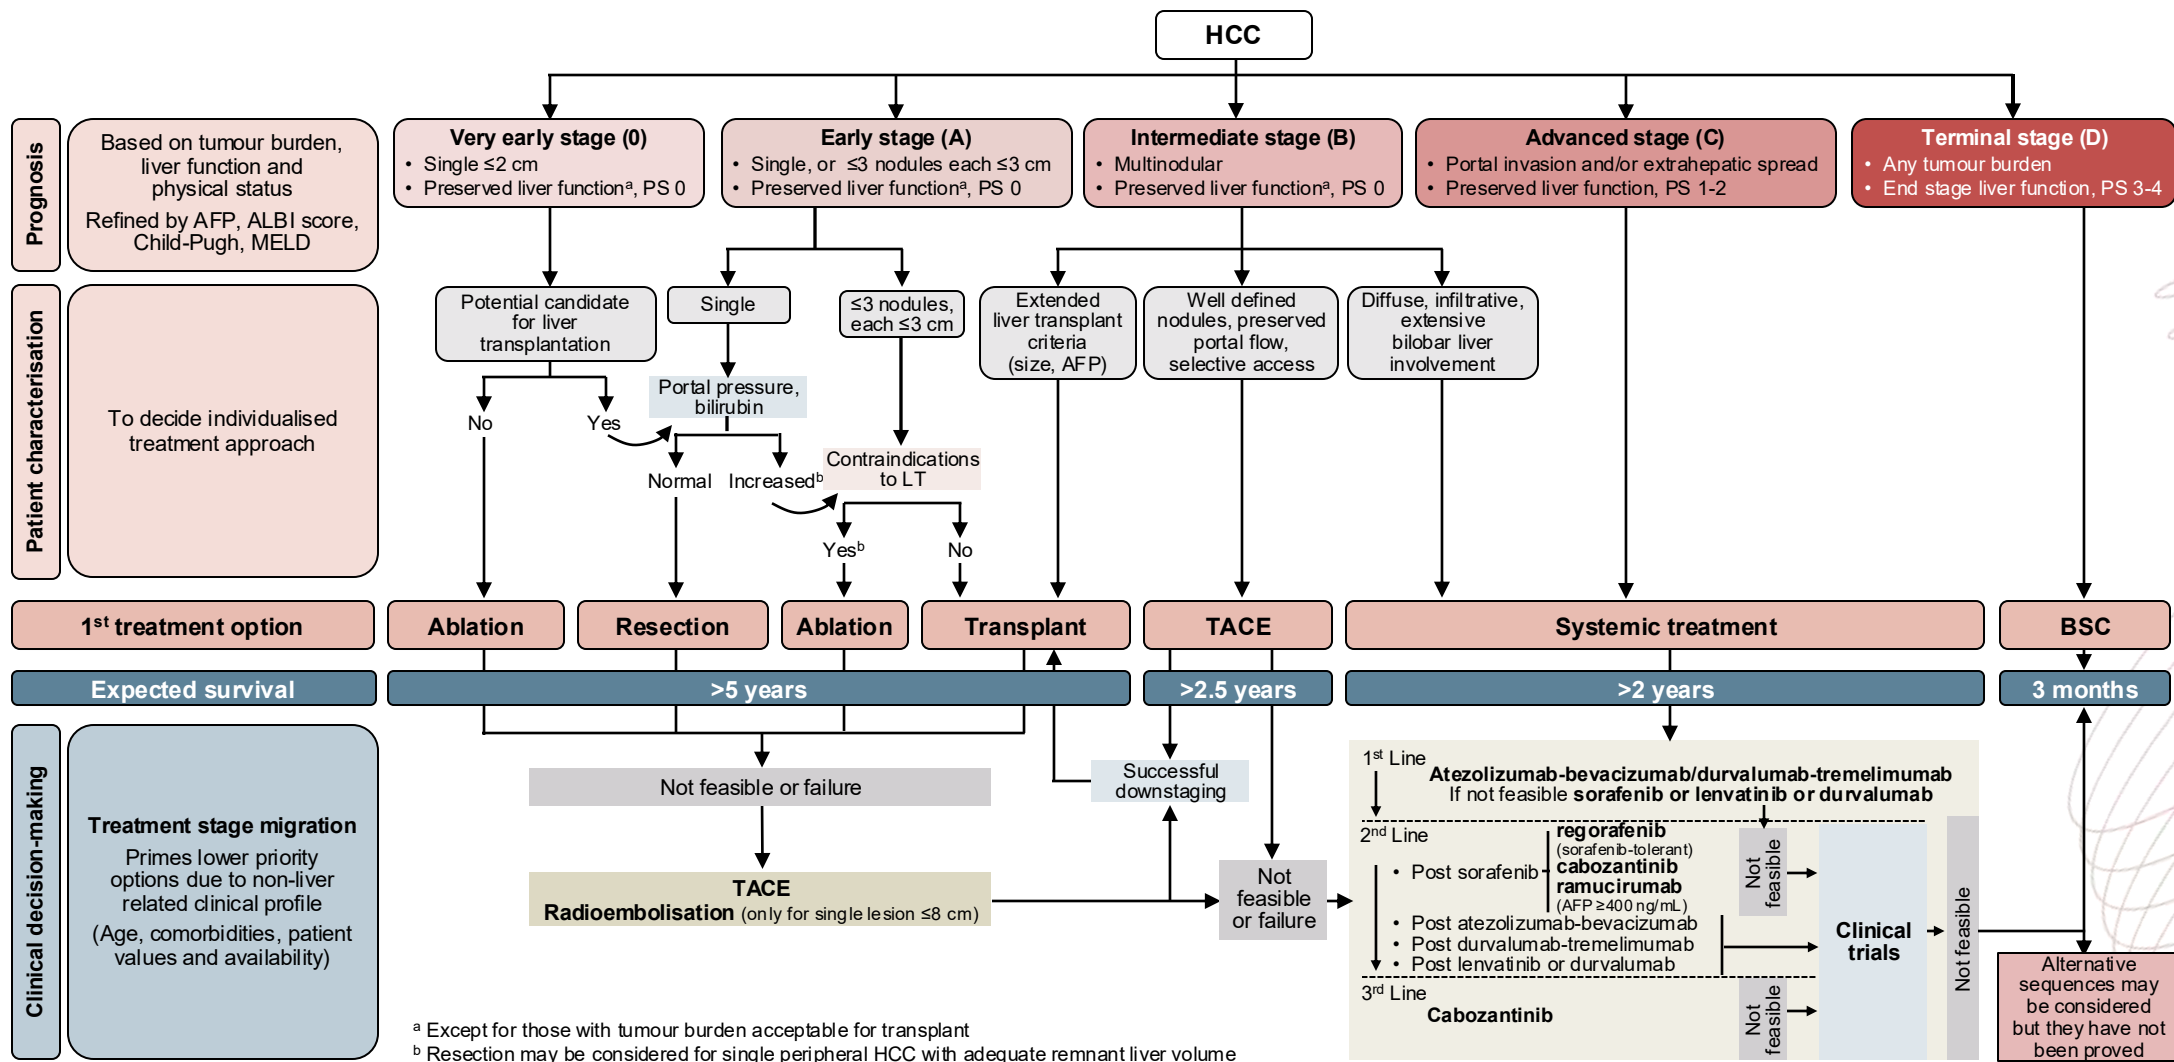 HCC
Prognosis
Based on tumour burden,
liver function and
physical status
Refined by AFP, ALBI score,
Child-Pugh, MELD
Very early stage (0)
• Single ≤2 cm
• Preserved liver functionᵃ, PS 0
Early stage (A)
• Single, or ≤3 nodules each ≤3 cm
• Preserved liver functionᵃ, PS 0
Intermediate stage (B)
• Multinodular
• Preserved liver functionᵃ, PS 0
Advanced stage (C)
• Portal invasion and/or extrahepatic spread
• Preserved liver function, PS 1-2
Terminal stage (D)
• Any tumour burden
• End stage liver function, PS 3-4
Patient characterisation
To decide individualised
treatment approach
Potential candidate
for liver
transplantation
No
Yes
Single
Portal pressure,
bilirubin
Normal
Increasedᵇ
≤3 nodules,
each ≤3 cm
Contraindications
to LT
Yesᵇ
No
Extended
liver transplant
criteria
(size, AFP)
Well defined
nodules, preserved
portal flow,
selective access
Diffuse, infiltrative,
extensive
bilobar liver
involvement
1ˢᵗ treatment option
Ablation
Resection
Ablation
Transplant
TACE
Systemic treatment
BSC
Expected survival
>5 years
>2.5 years
>2 years
3 months
Clinical decision-making
Treatment stage migration
Primes lower priority
options due to non-liver
related clinical profile
(Age, comorbidities, patient
values and availability)
Not feasible or failure
TACE
Radioembolisation (only for single lesion ≤8 cm)
Successful
downstaging
Not
feasible
or failure
1ˢᵗ Line
Atezolizumab-bevacizumab/durvalumab-tremelimumab
If not feasible sorafenib or lenvatinib or durvalumab
2ⁿᵈ Line
• Post sorafenib
regorafenib
(sorafenib-tolerant)
cabozantinib
ramucirumab
(AFP ≥400 ng/mL)
• Post atezolizumab-bevacizumab
• Post durvalumab-tremelimumab
• Post lenvatinib or durvalumab
Not
feasible
3ʳᵈ Line
Cabozantinib
Not
feasible
Clinical
trials
Not feasible
Alternative
sequences may
be considered
but they have not
been proved
ᵃ Except for those with tumour burden acceptable for transplant
ᵇ Resection may be considered for single peripheral HCC with adequate remnant liver volume